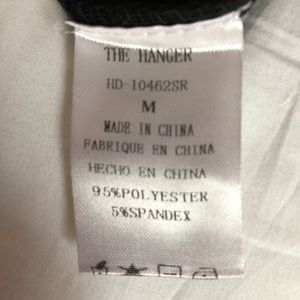 THE HANGER
HD-10462SR
M
MADE IN CHINA
FABRIQUE EN CHINA
HECHO EN CHINA
95%POLYESTER
5%SPANDEX